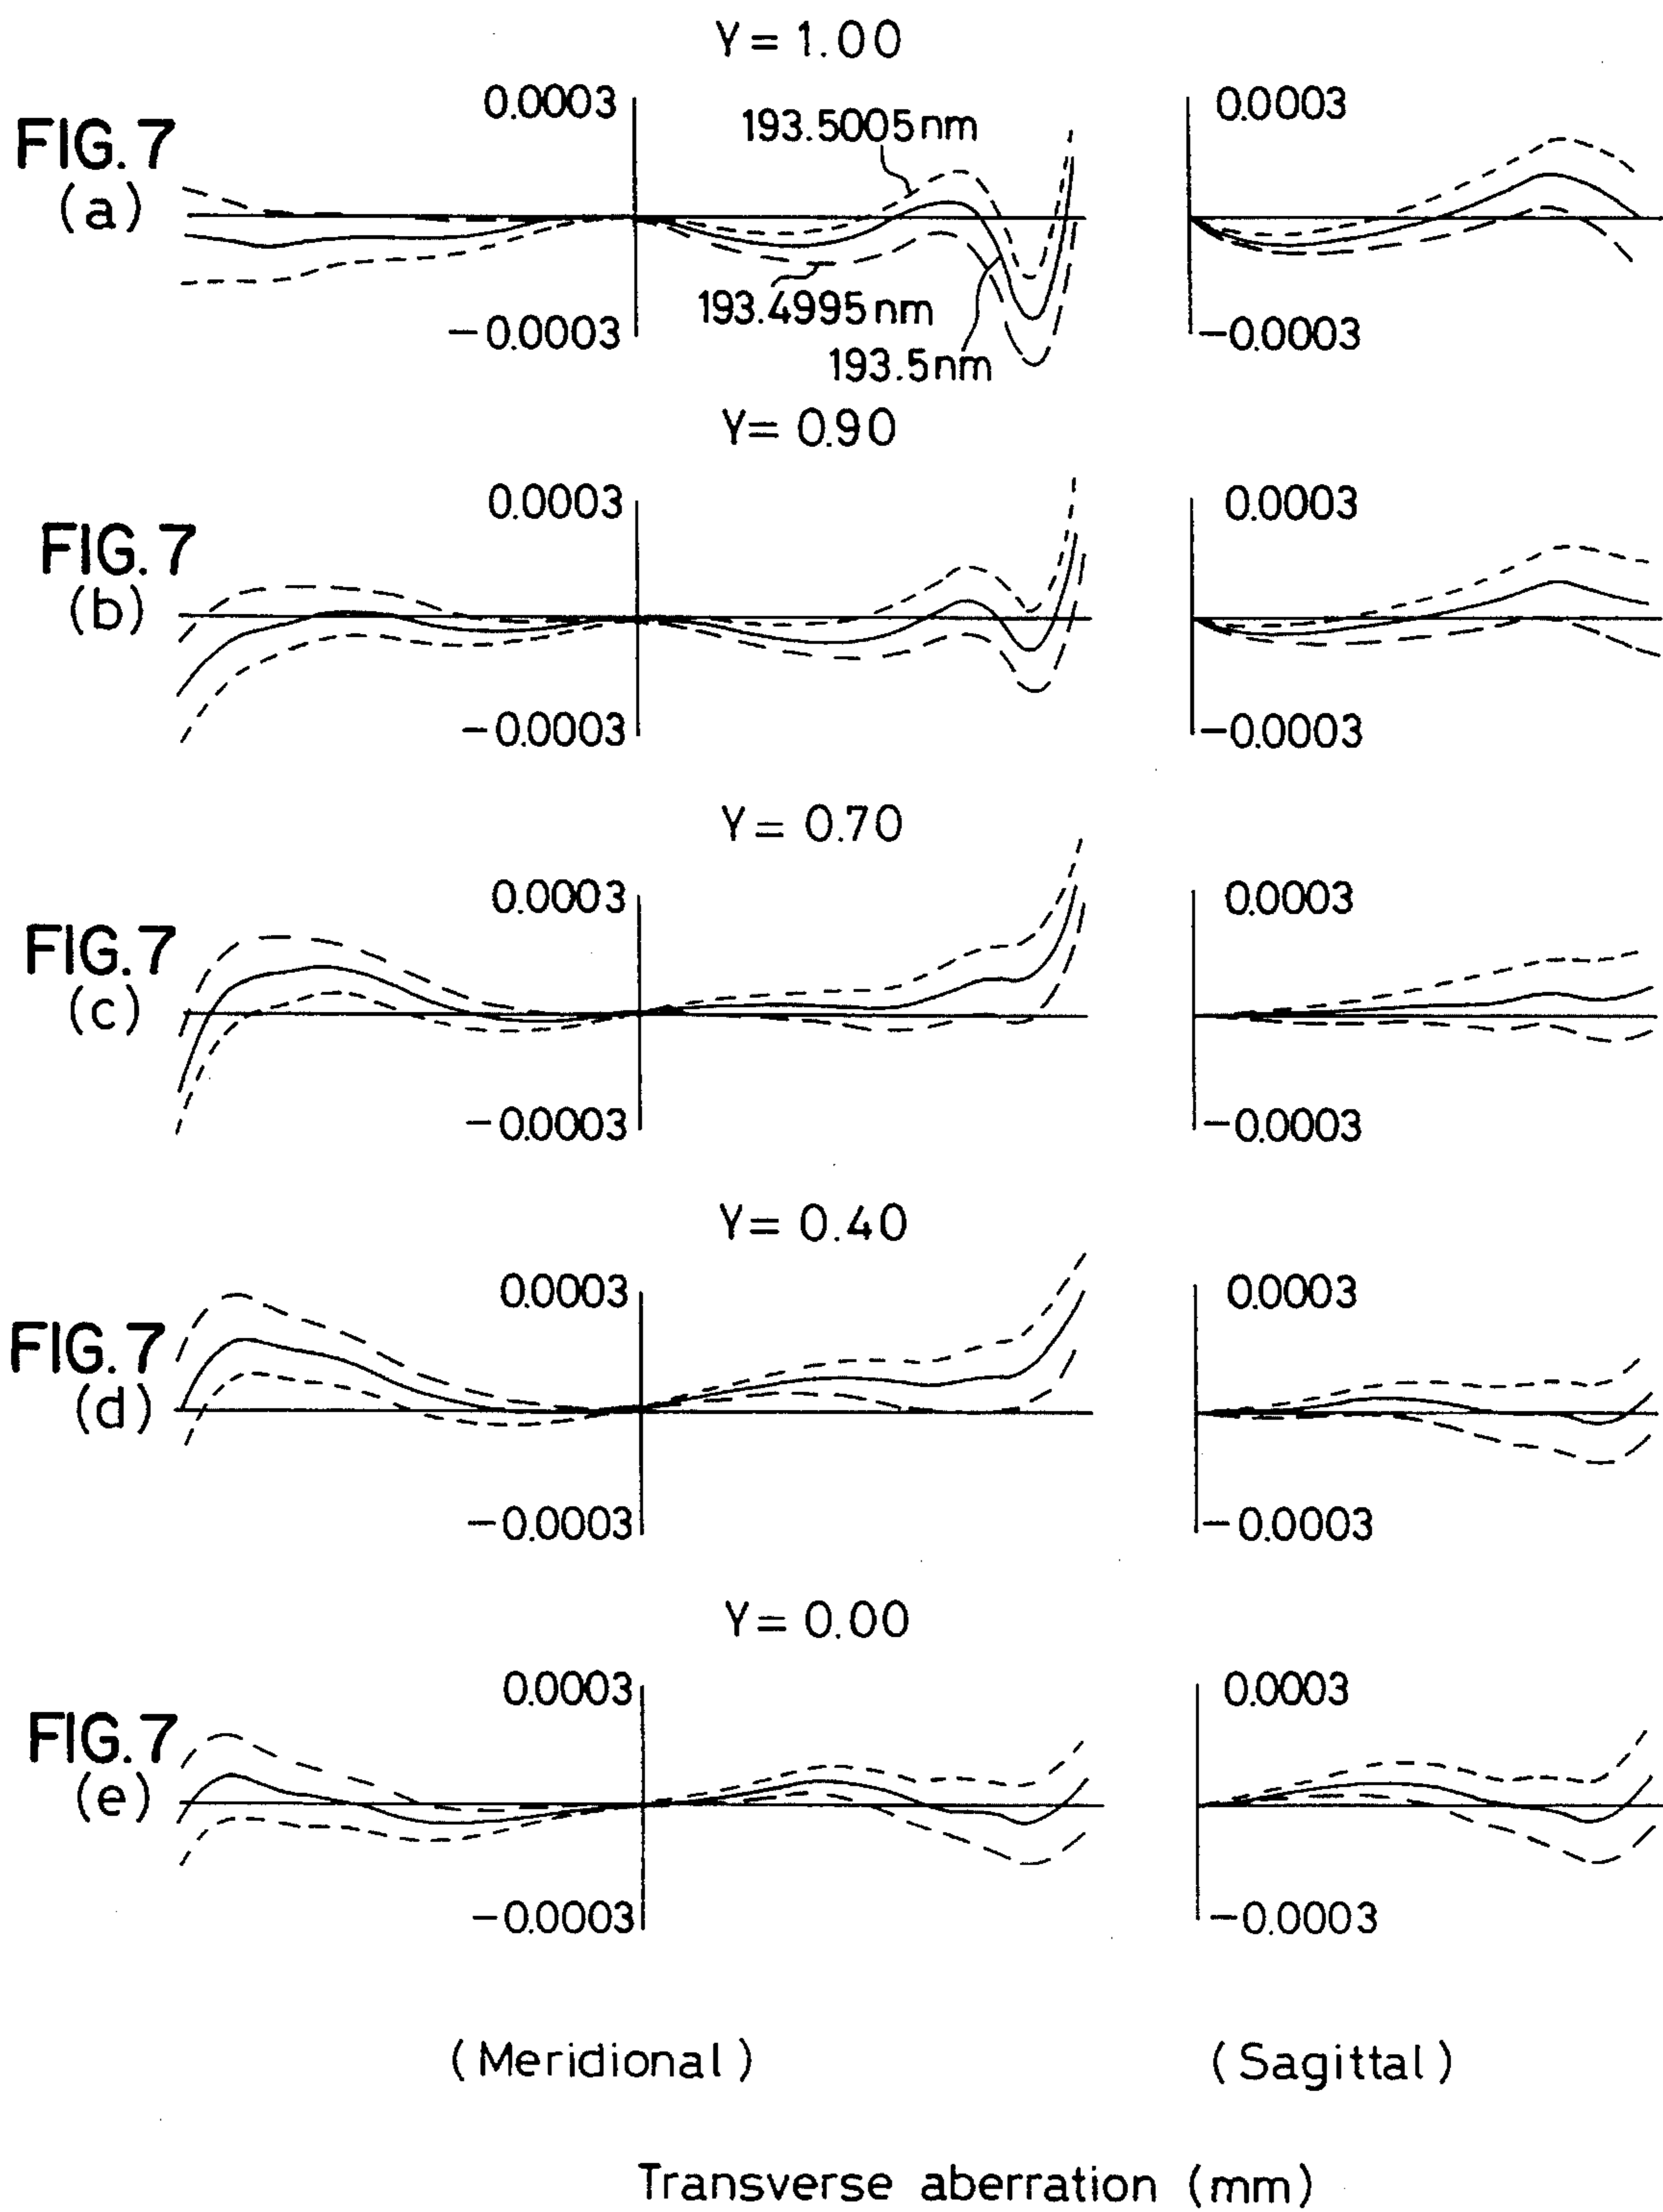 Y= 1.00
FIG. 7
(a)
0.0003
193.5005nm
0.0003
193.4995nm
-0.0003
193.5nm
-0.0003
Y= 0.90
FIG. 7
(b)
0.0003
0.0003
-0.0003
-0.0003
Y= 0.70
FIG. 7
(c)
0.0003
0.0003
-0.0003
-0.0003
Y= 0.40
FIG. 7
(d)
0.0003
0.0003
-0.0003
-0.0003
Y= 0.00
FIG. 7
(e)
0.0003
0.0003
-0.0003
-0.0003
(Meridional)
(Sagittal)
Transverse aberration (mm)